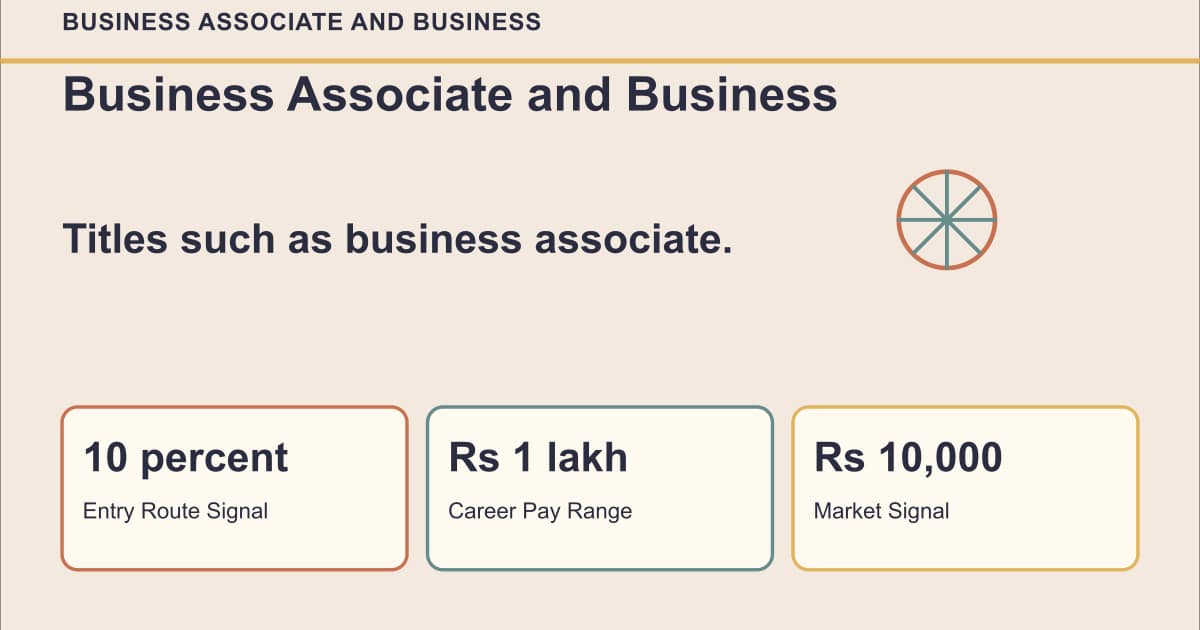 BUSINESS ASSOCIATE AND BUSINESS
Business Associate and Business
Titles such as business associate.
10 percent
Entry Route Signal
Rs 1 lakh
Career Pay Range
Rs 10,000
Market Signal